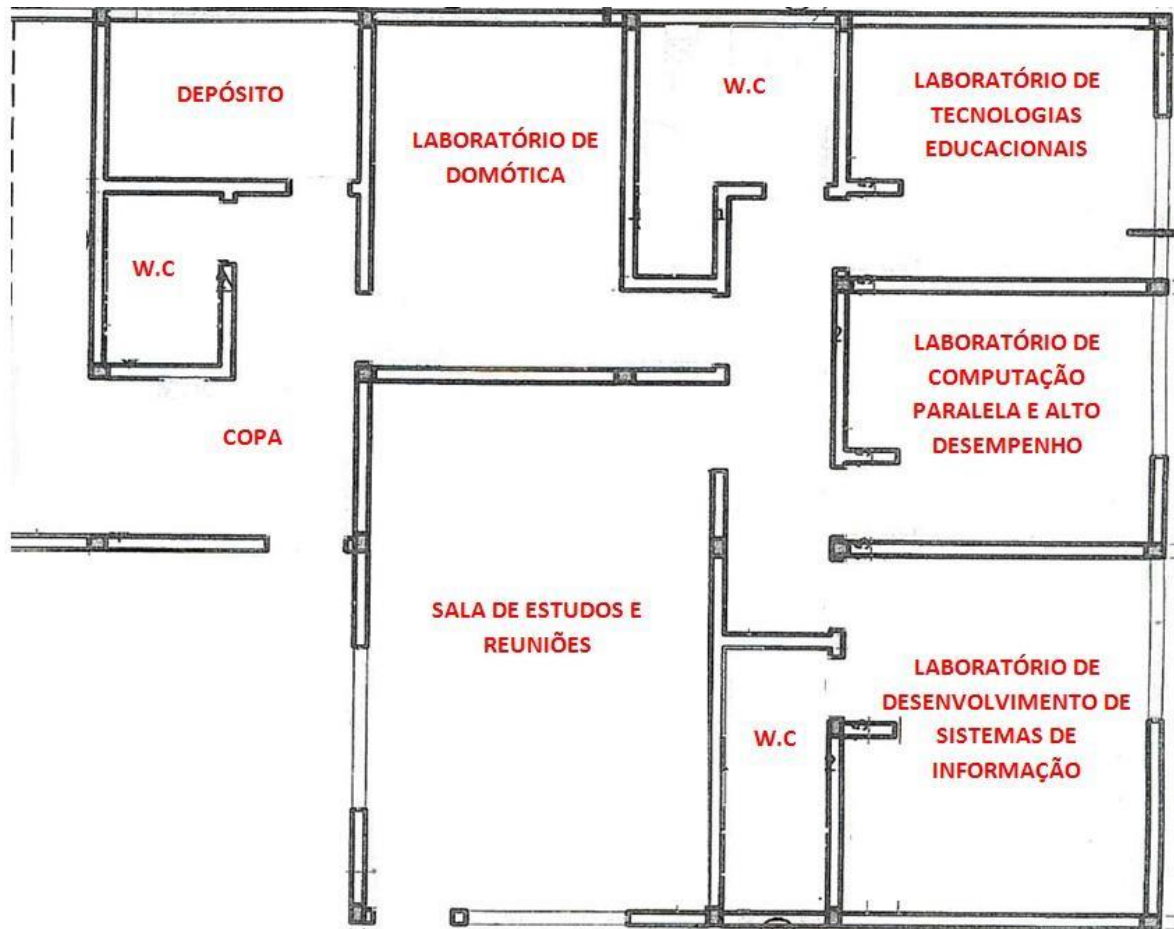 DEPÓSITO
LABORATÓRIO DE
DOMÓTICA
W.C
LABORATÓRIO DE
TECNOLOGIAS
EDUCACIONAIS
W.C
LABORATÓRIO DE
COMPUTAÇÃO
PARALELA E ALTO
DESEMPENHO
COPA
SALA DE ESTUDOS E
REUNIÕES
W.C
LABORATÓRIO DE
DESENVOLVIMENTO DE
SISTEMAS DE
INFORMAÇÃO